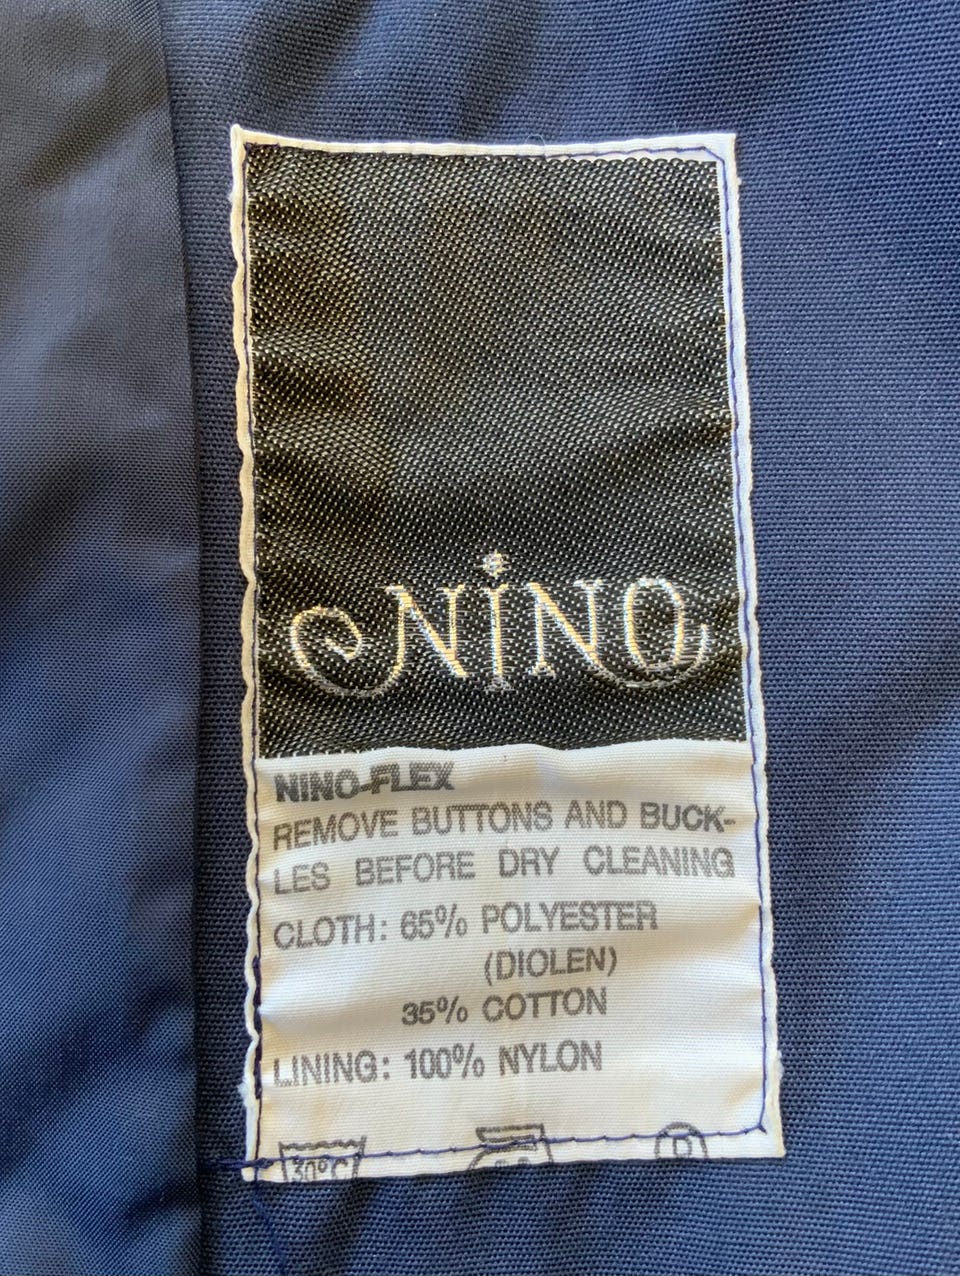 NINO
NINO-FLEX
REMOVE BUTTONS AND BUCK-
LES BEFORE DRY CLEANING
CLOTH: 65% POLYESTER
(DIOLEN)
35% COTTON
LINING: 100% NYLON
30°C P